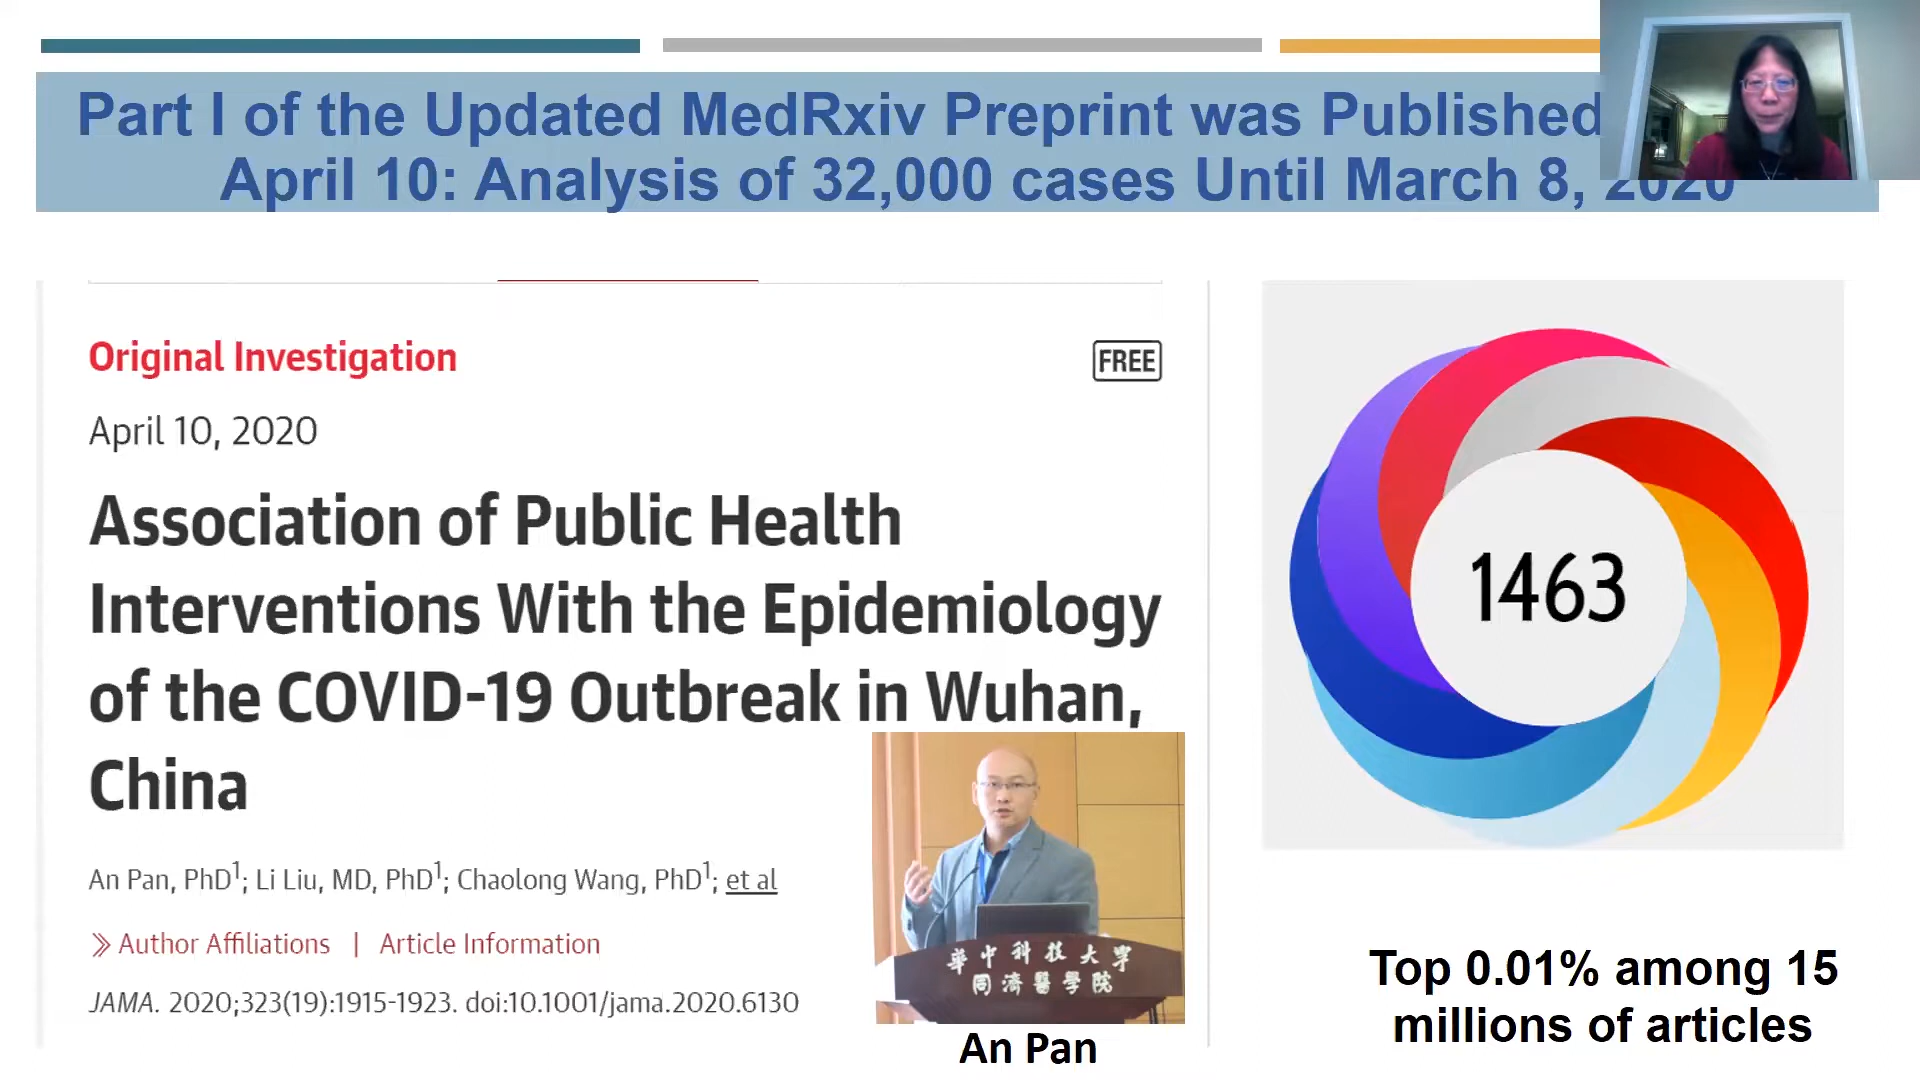 Part I of the Updated MedRxiv Preprint was Published
April 10: Analysis of 32,000 cases Until March 8, 2020
Original Investigation
FREE
April 10, 2020
Association of Public Health
Interventions With the Epidemiology
of the COVID-19 Outbreak in Wuhan,
China
An Pan, PhD1; Li Liu, MD, PhD1; Chaolong Wang, PhD1; et al
Author Affiliations | Article Information
JAMA. 2020;323(19):1915-1923. doi:10.1001/jama.2020.6130
華中科技大學
同濟醫學院
An Pan
1463
Top 0.01% among 15
millions of articles